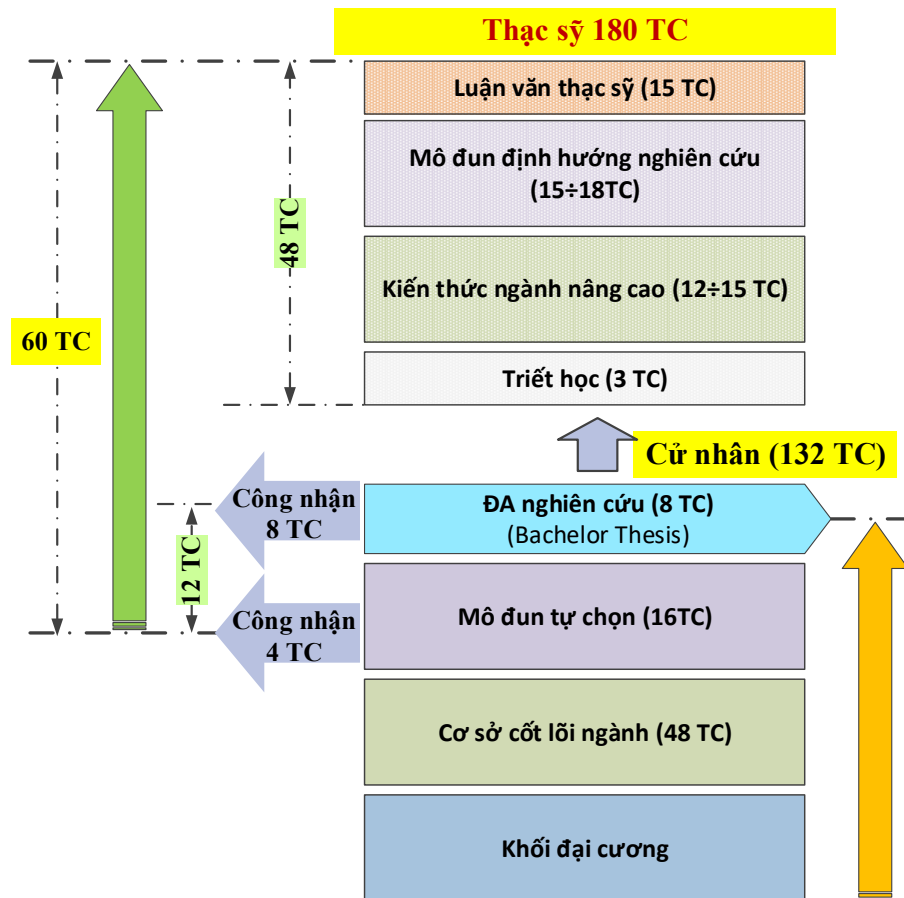 Thạc sỹ 180 TC
Luận văn thạc sỹ (15 TC)
Mô đun định hướng nghiên cứu
(15÷18TC)
48 TC
Kiến thức ngành nâng cao (12÷15 TC)
60 TC
Triết học (3 TC)
Cử nhân (132 TC)
Công nhận
8 TC
ĐA nghiên cứu (8 TC)
(Bachelor Thesis)
12 TC
Công nhận
4 TC
Mô đun tự chọn (16TC)
Cơ sở cốt lõi ngành (48 TC)
Khối đại cương